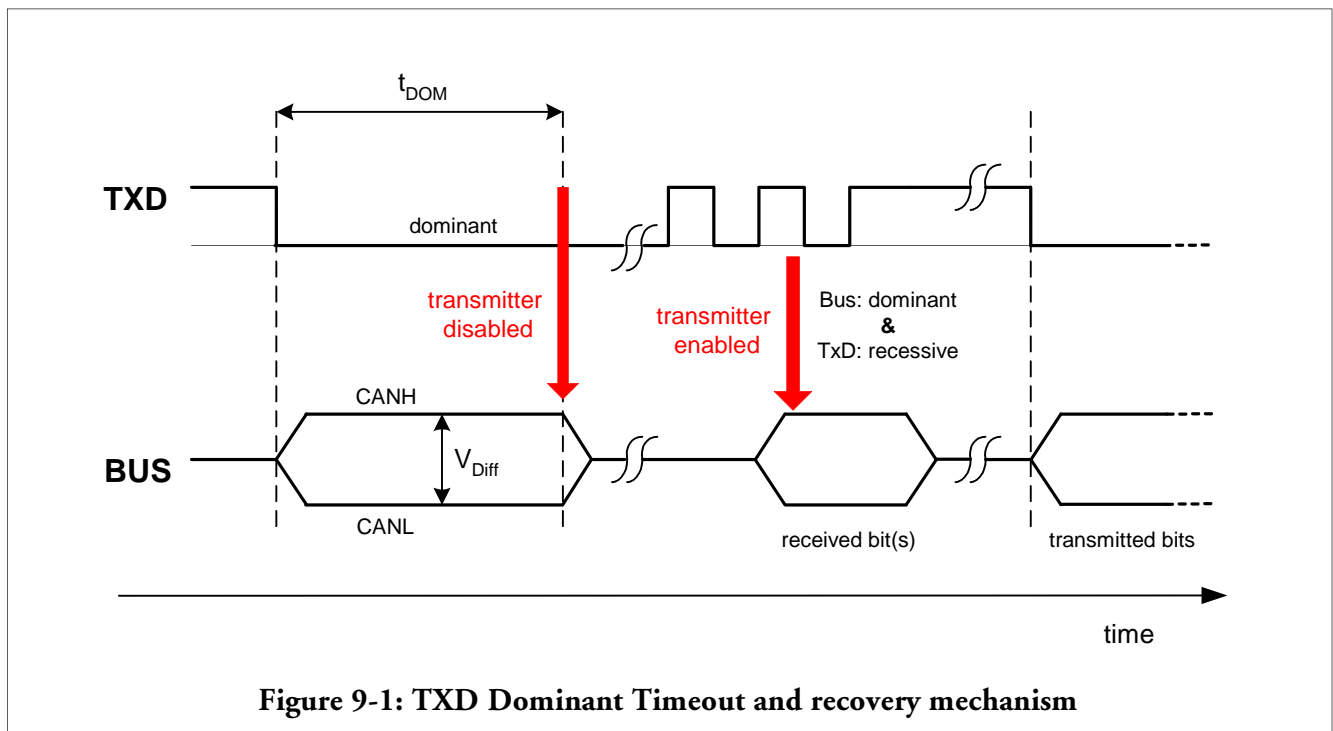 tDOM
TXD
dominant
transmitter
disabled
transmitter
enabled
Bus: dominant
&
TxD: recessive
CANH
BUS
VDiff
CANL
received bit(s)
transmitted bits
time
Figure 9-1: TXD Dominant Timeout and recovery mechanism